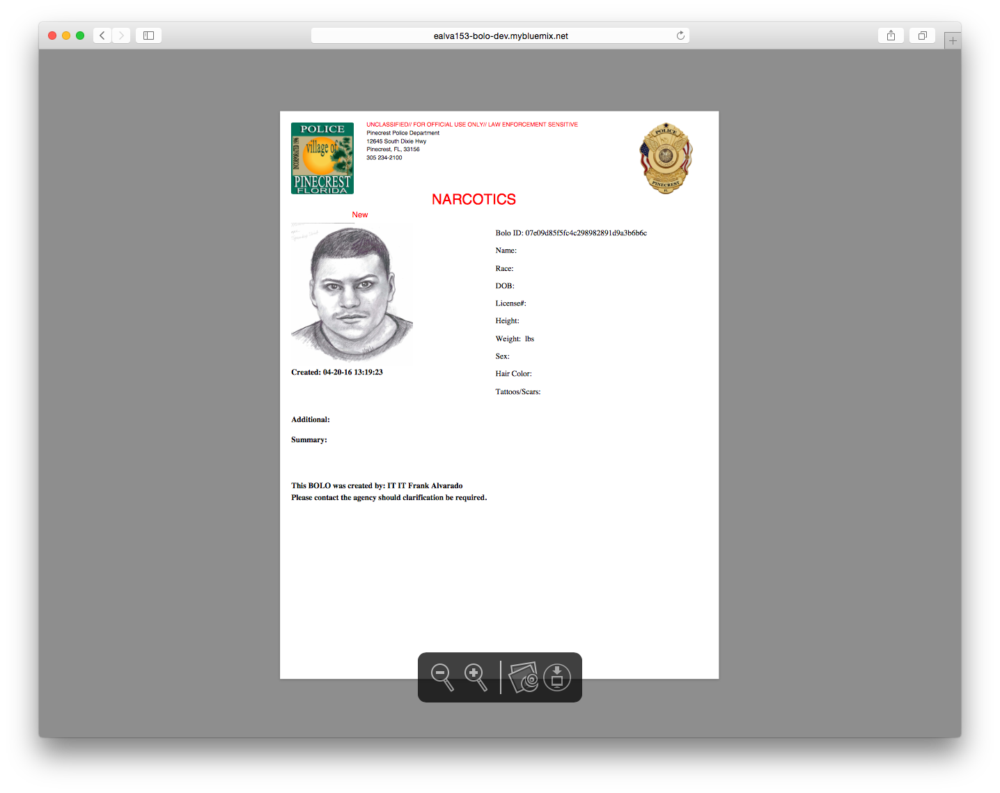 ealva153-bolo-dev.mybluemix.net
POLICE
village of
INCORPORATED 1996
PINECREST
FLORIDA
UNCLASSIFIED// FOR OFFICIAL USE ONLY// LAW ENFORCEMENT SENSITIVE
Pinecrest Police Department
12645 South Dixie Hwy
Pinecrest, FL, 33156
305 234-2100
POLICE
PINECREST
FL
NARCOTICS
New
Bolo ID: 07e09d85f5fc4c298982891d9a3b6b6c
Name:
Race:
DOB:
License#:
Height:
Weight: lbs
Sex:
Hair Color:
Tattoos/Scars:
Created: 04-20-16 13:19:23
Additional:
Summary:
This BOLO was created by: IT IT Frank Alvarado
Please contact the agency should clarification be required.